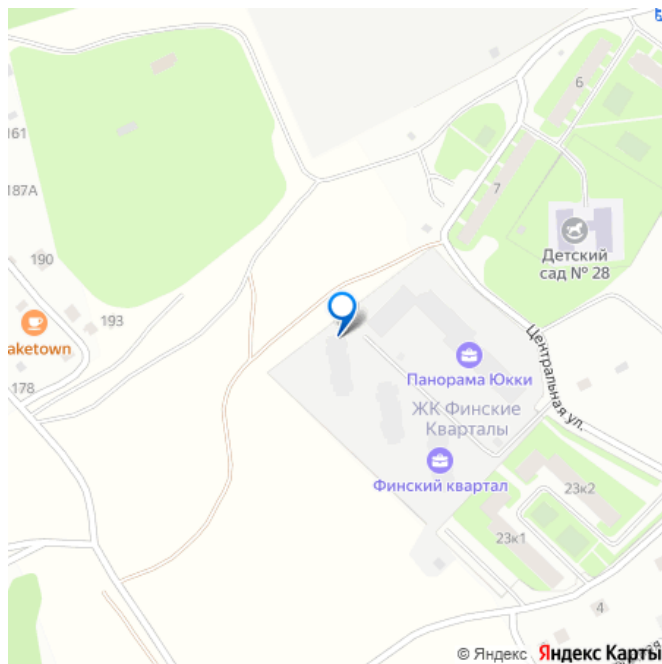 6
161
187А
7
Детский
сад № 28
190
193
aketown
Центральная ул.
Панорама Юкки
178
ЖК Финские
Кварталы
Финский квартал
23к2
23к1
4
© Яндекс Яндекс Карты